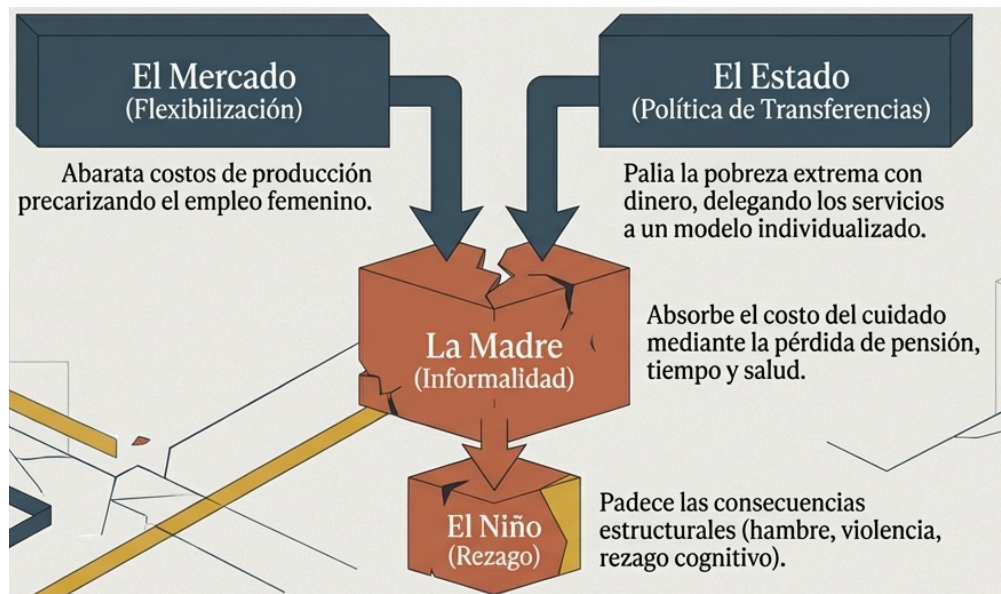 El Mercado
(Flexibilización)
Abarata costos de producción
precarizando el empleo femenino.
El Estado
(Política de Transferencias)
Palia la pobreza extrema con
dinero, delegando los servicios
a un modelo individualizado.
La Madre
(Informalidad)
Absorbe el costo del cuidado
mediante la pérdida de pensión,
tiempo y salud.
El Niño
(Rezago)
Padece las consecuencias
estructurales (hambre, violencia,
rezago cognitivo).